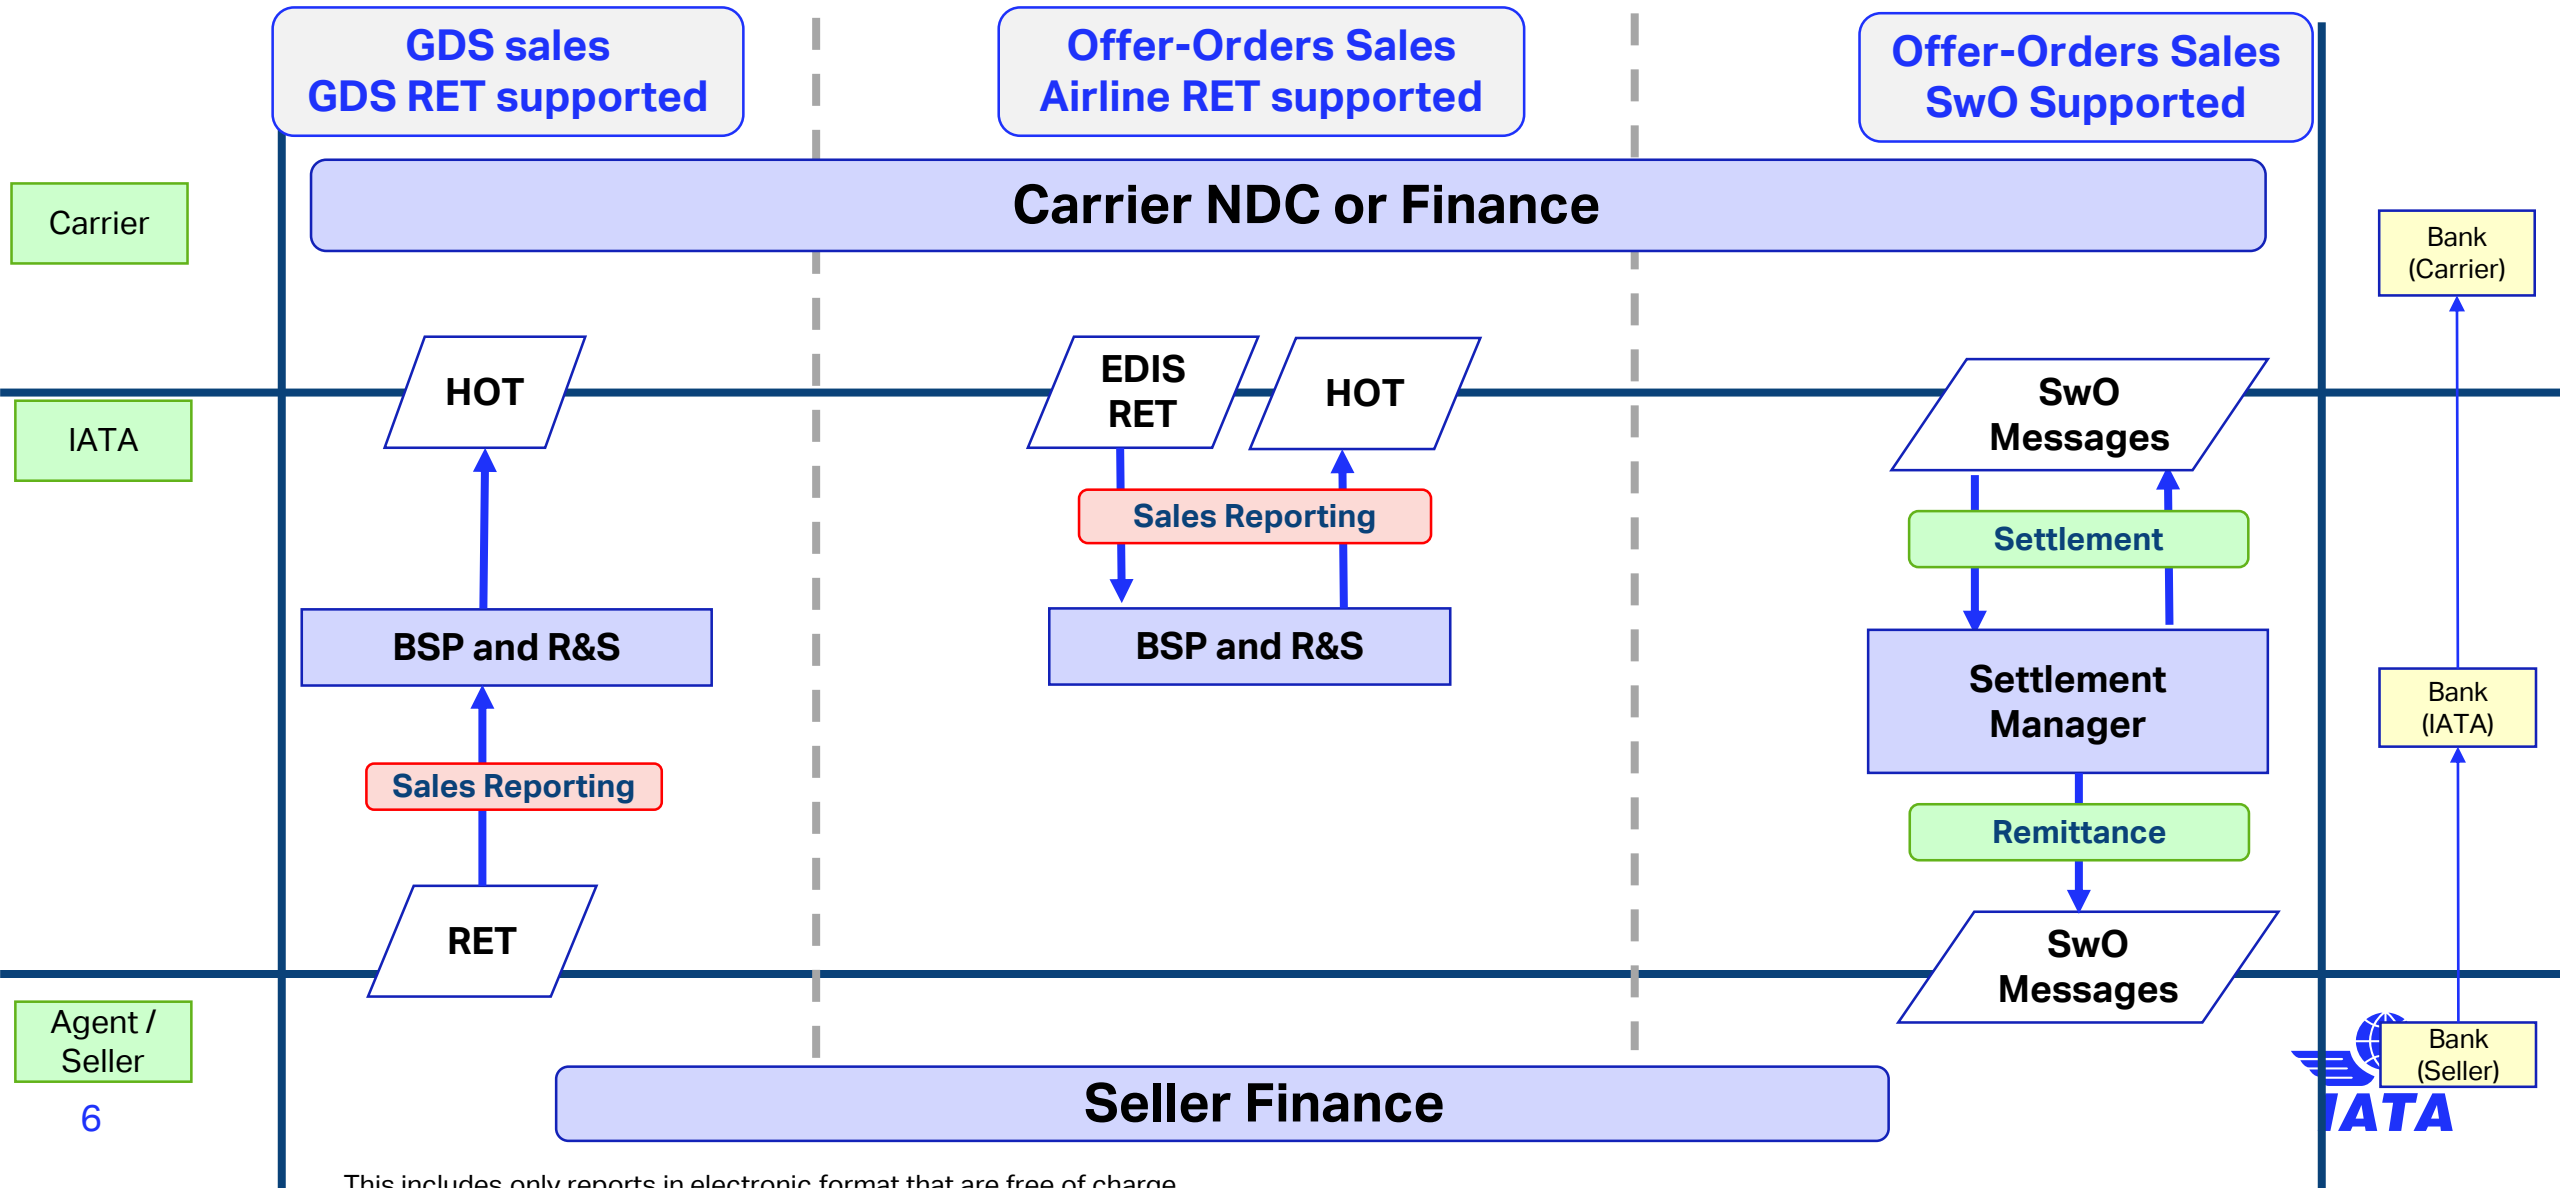 GDS sales
GDS RET supported
Offer-Orders Sales
Airline RET supported
Offer-Orders Sales
SwO Supported
Carrier
Carrier NDC or Finance
Bank
(Carrier)
HOT
EDIS
RET
HOT
SwO
Messages
IATA
Sales Reporting
Settlement
BSP and R&S
BSP and R&S
Settlement
Manager
Bank
(IATA)
Sales Reporting
Remittance
RET
SwO
Messages
Agent /
Seller
Bank
(Seller)
Seller Finance
6
IATA
This includes only reports in electronic format that are free of charge